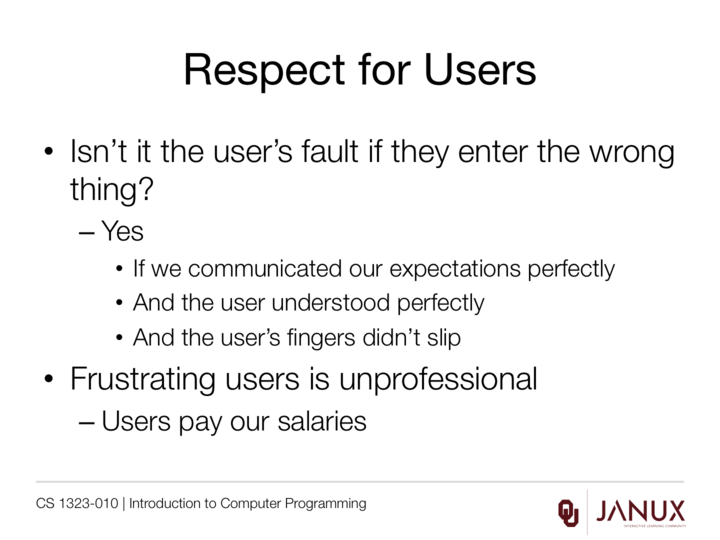 Respect for Users
• Isn’t it the user’s fault if they enter the wrong
thing?
– Yes
• If we communicated our expectations perfectly
• And the user understood perfectly
• And the user’s fingers didn’t slip
• Frustrating users is unprofessional
– Users pay our salaries
CS 1323-010 | Introduction to Computer Programming
OU
JANUX
INTERACTIVE LEARNING COMMUNITY